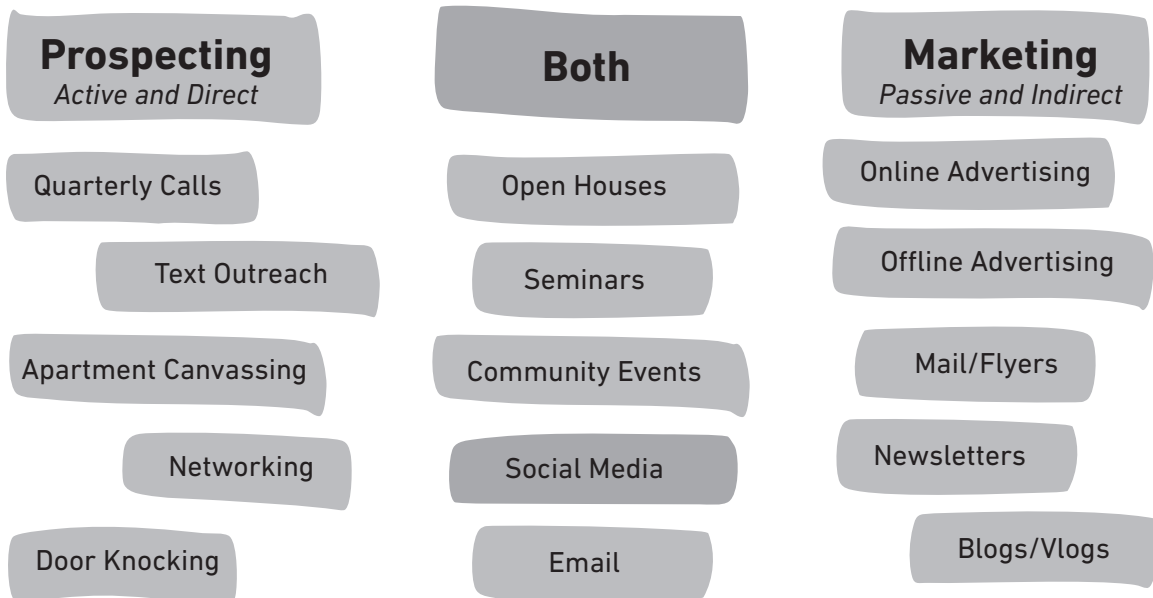 Prospecting
Active and Direct
Quarterly Calls
Text Outreach
Apartment Canvassing
Networking
Door Knocking
Both
Open Houses
Seminars
Community Events
Social Media
Email
Marketing
Passive and Indirect
Online Advertising
Offline Advertising
Mail/Flyers
Newsletters
Blogs/Vlogs